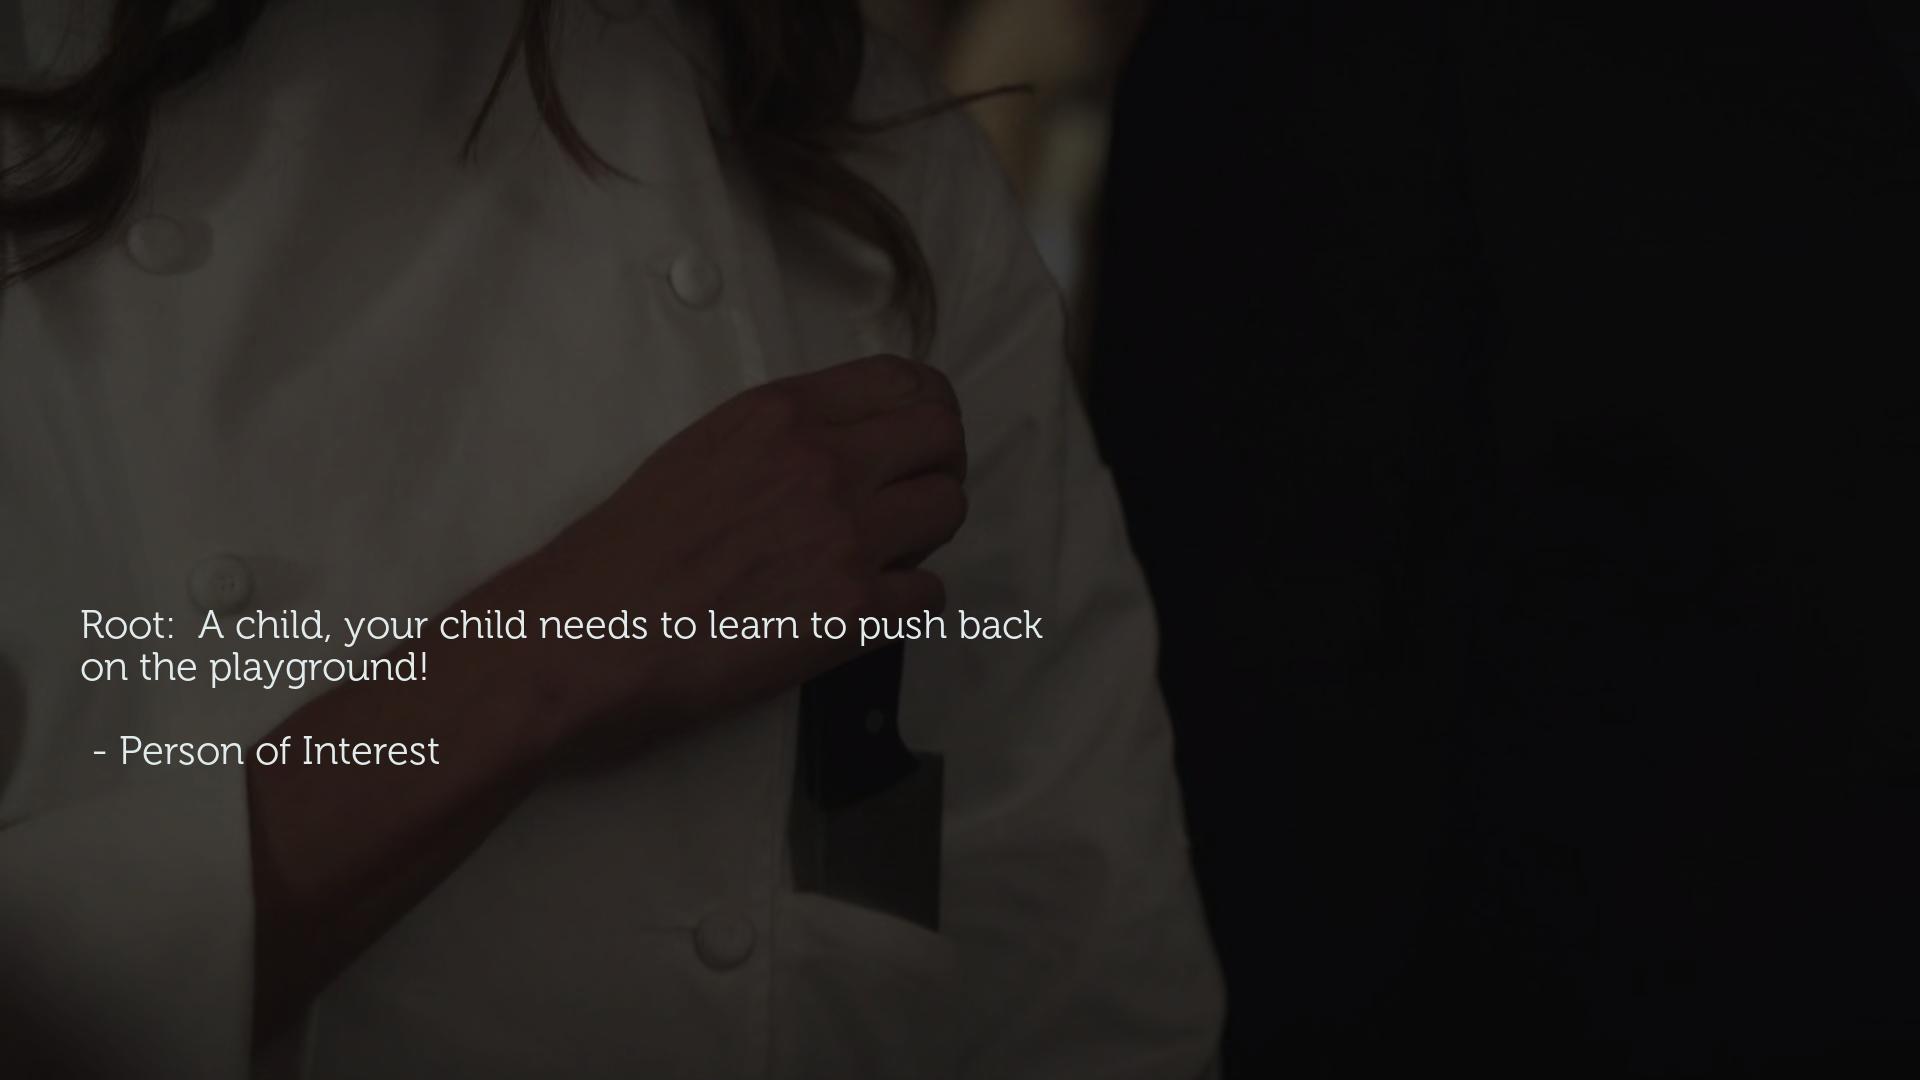 Root:  A child, your child needs to learn to push back
on the playground!
- Person of Interest